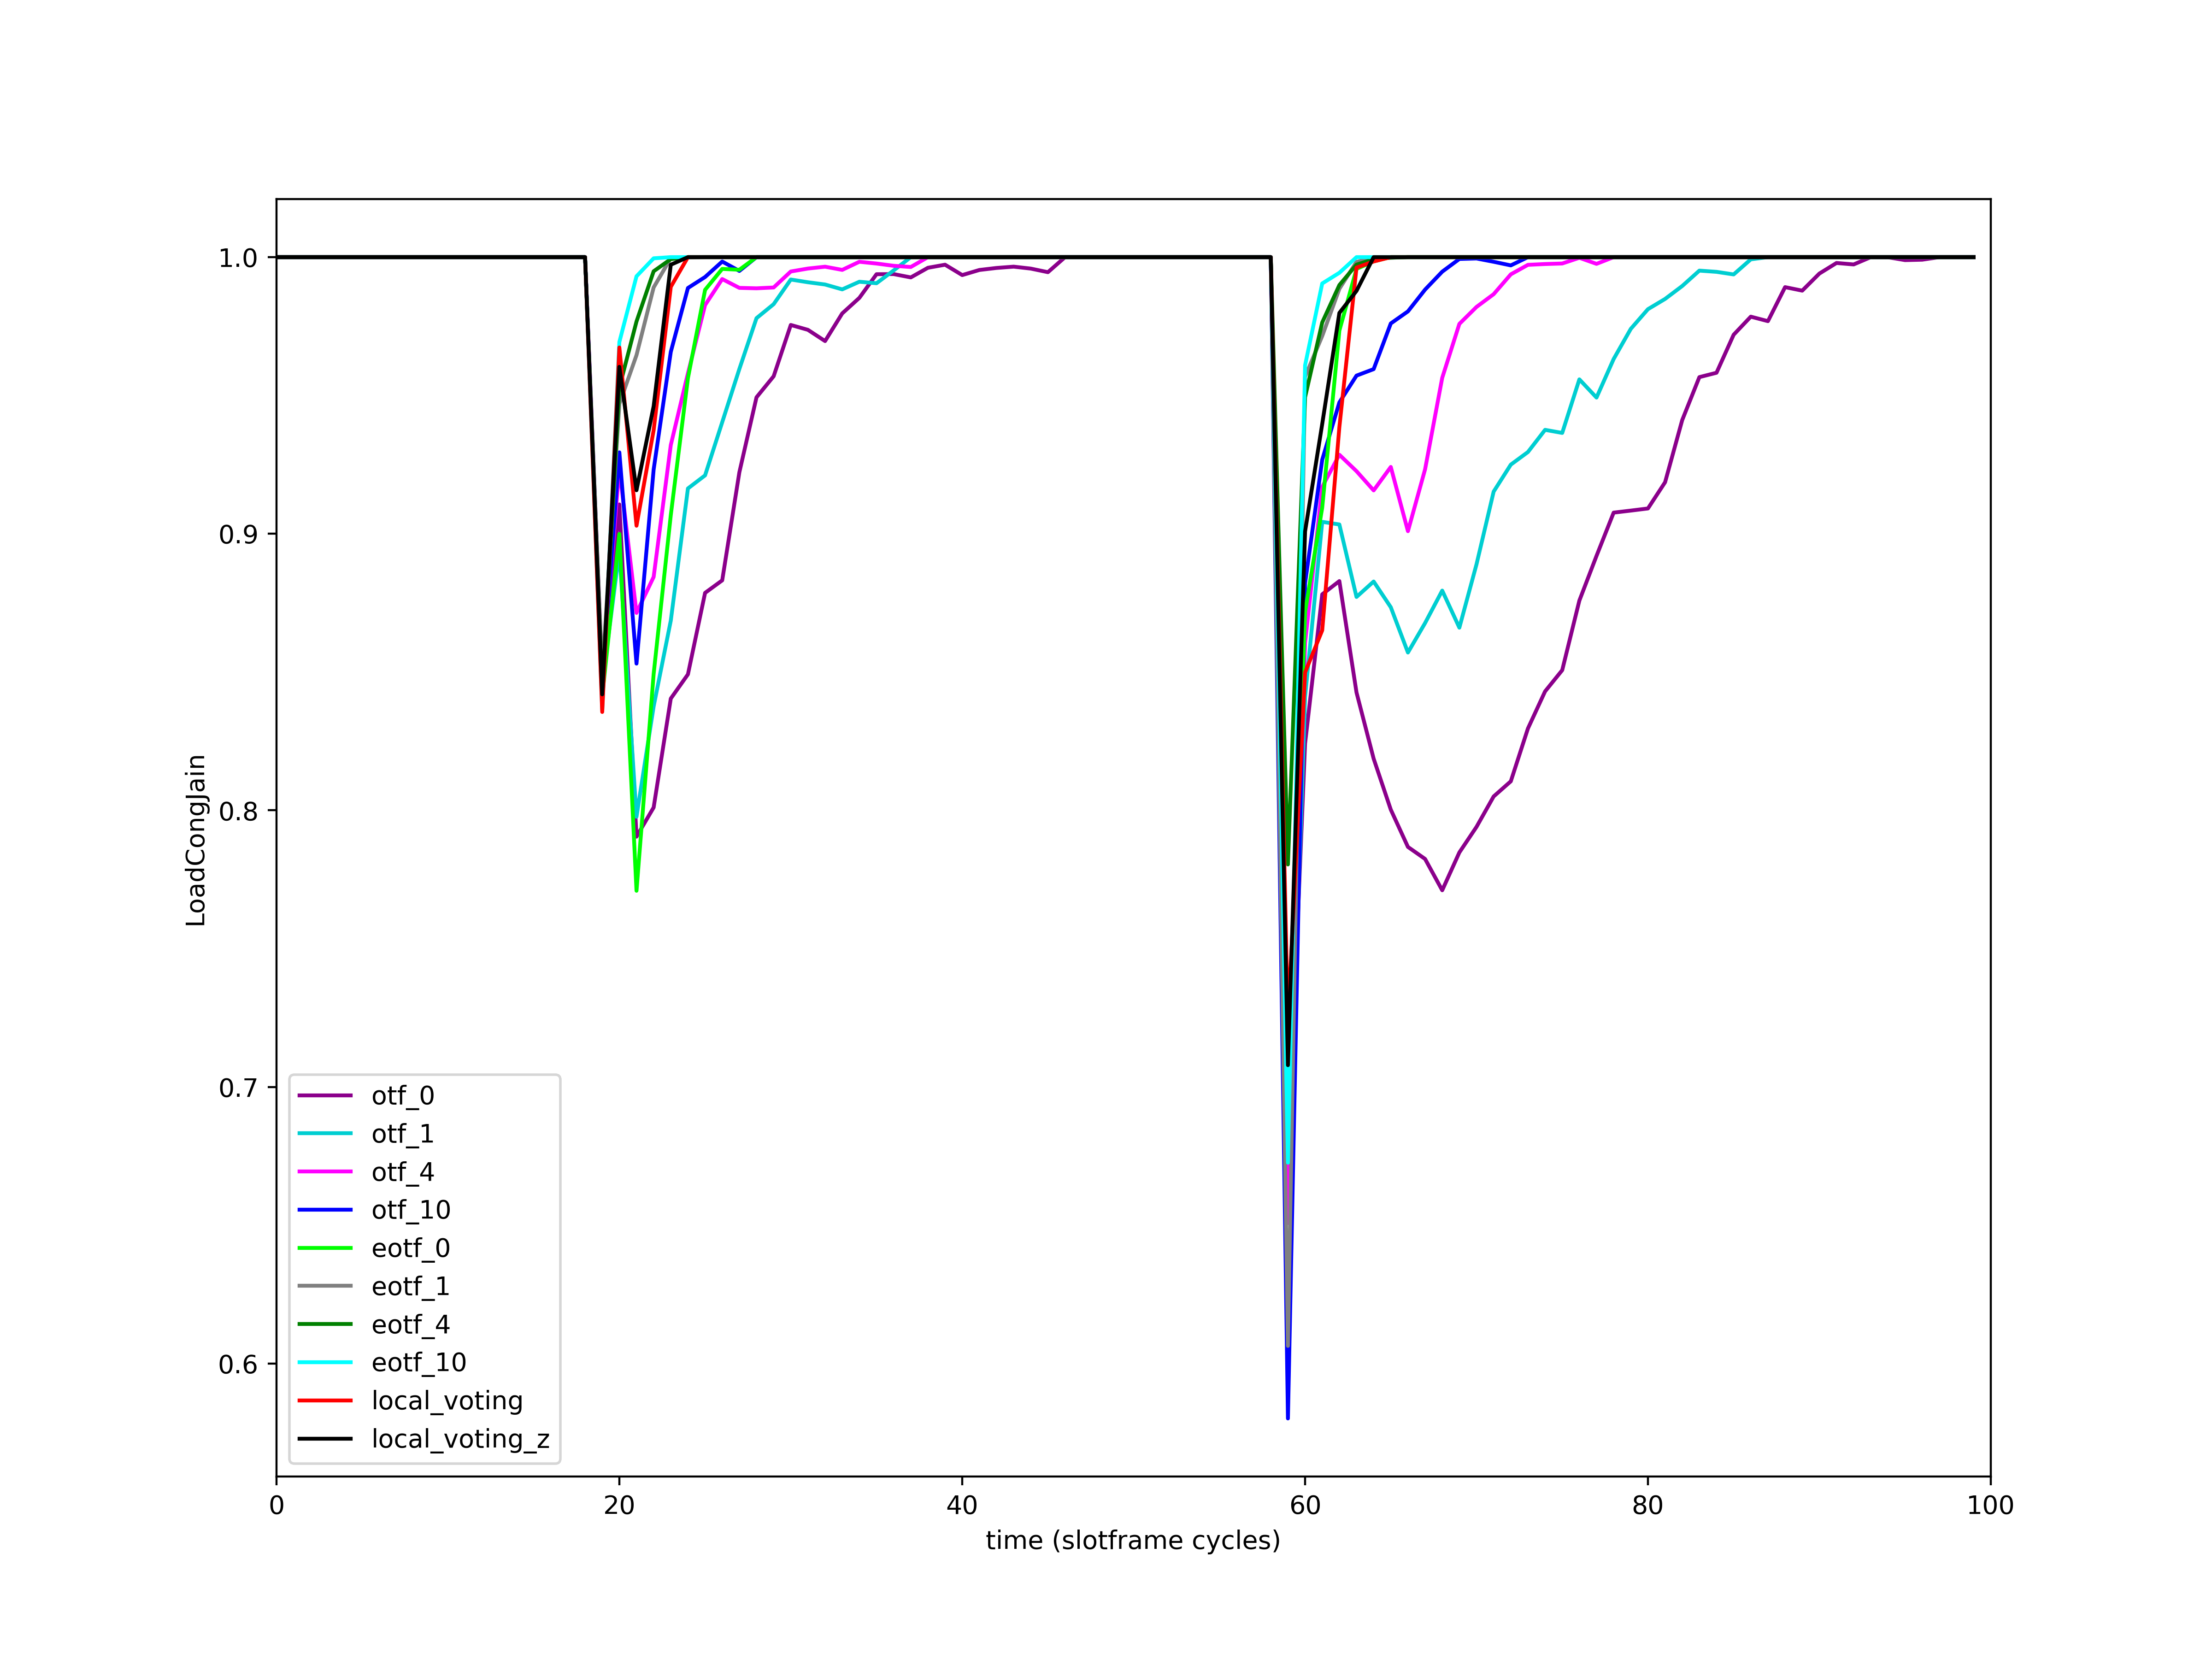 1.0
0.9
0.8
0.7
0.6
LoadCongJain
otf_0
otf_1
otf_4
otf_10
eotf_0
eotf_1
eotf_4
eotf_10
local_voting
local_voting_z
0 20 40 60 80 100
time (slotframe cycles)